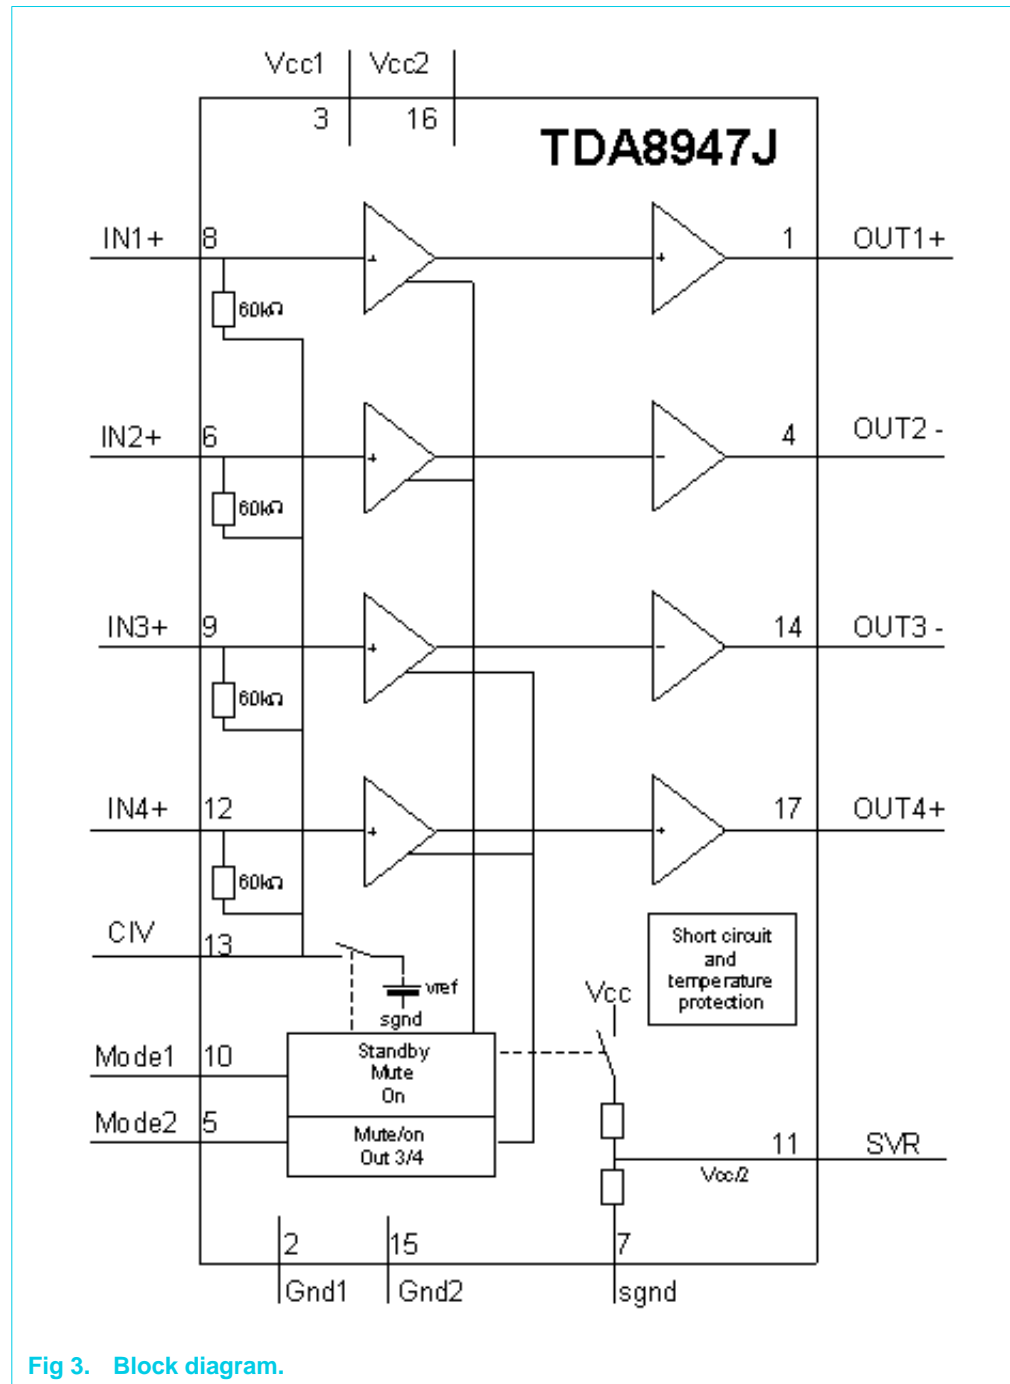 Vcc1 Vcc2
3 16
TDA8947J
IN1+ 8 1 OUT1+
+ +
60kΩ
IN2+ 6 4 OUT2 -
+ -
60kΩ
IN3+ 9 14 OUT3 -
+ -
60kΩ
IN4+ 12 17 OUT4+
+ +
60kΩ
CIV 13
Short circuit
and
temperature
protection
vref
sgnd
Vcc
Mode1 10
Standby
Mute
On
Mode2 5
Mute/on
Out 3/4
11 SVR
Vcc/2
2 15 7
Gnd1 Gnd2 sgnd
Fig 3. Block diagram.